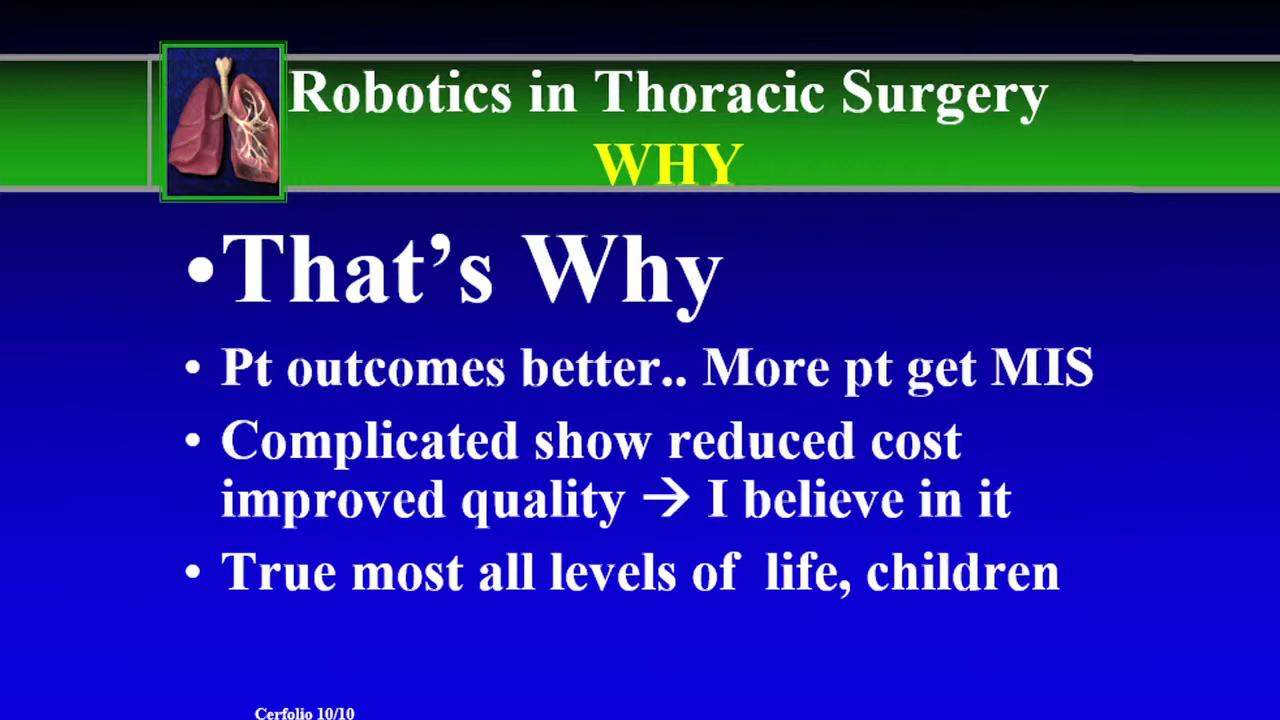 Robotics in Thoracic Surgery
WHY
•That’s Why
• Pt outcomes better.. More pt get MIS
• Complicated show reduced cost
improved quality → I believe in it
• True most all levels of life, children
Cerfolio 10/10